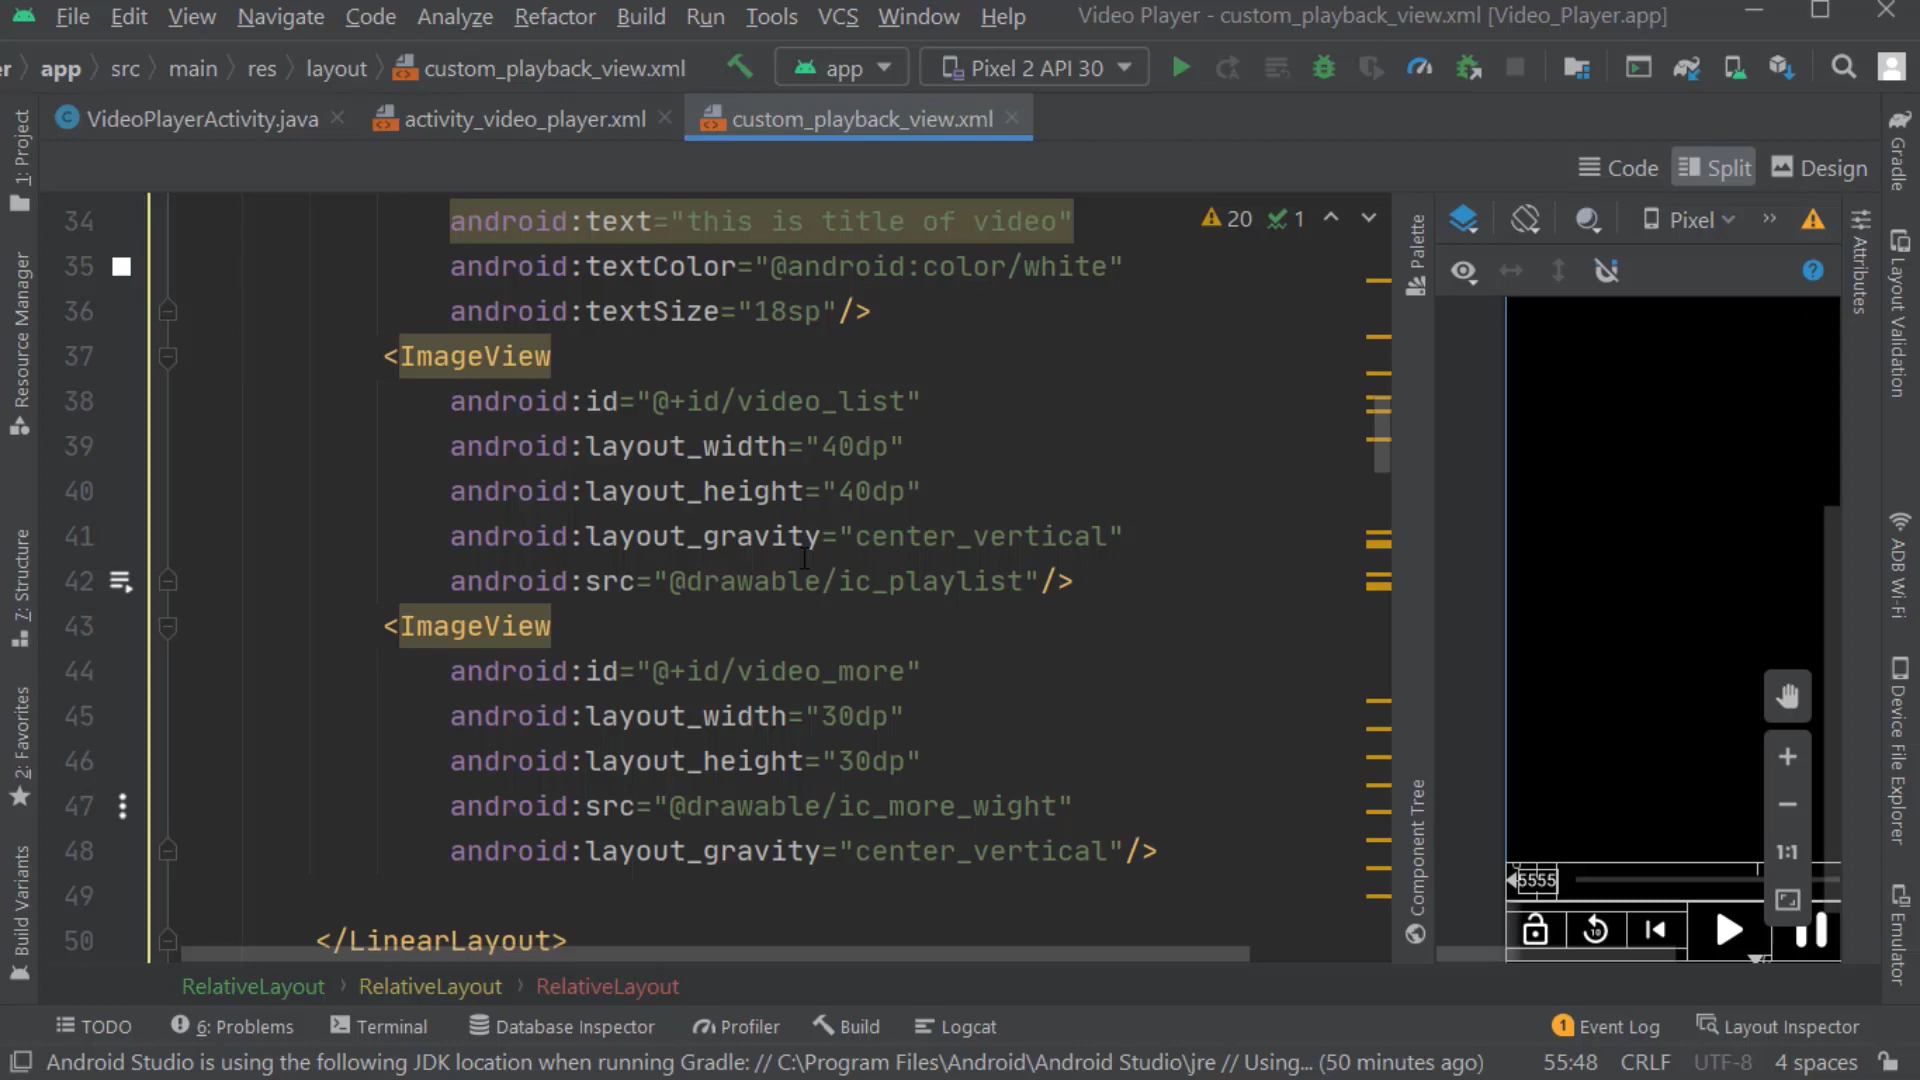 File Edit View Navigate Code Analyze Refactor Build Run Tools VCS Window Help Video Player - custom_playback_view.xml [Video_Player.app]
er app src main res layout custom_playback_view.xml app Pixel 2 API 30
VideoPlayerActivity.java activity_video_player.xml custom_playback_view.xml
Code Split Design
34 android:text="this is title of video" 20 1
35 android:textColor="@android:color/white"
36 android:textSize="18sp"/>
37 <ImageView
38 android:id="@+id/video_list"
39 android:layout_width="40dp"
40 android:layout_height="40dp"
41 android:layout_gravity="center_vertical"
42 android:src="@drawable/ic_playlist"/>
43 <ImageView
44 android:id="@+id/video_more"
45 android:layout_width="30dp"
46 android:layout_height="30dp"
47 android:src="@drawable/ic_more_wight"
48 android:layout_gravity="center_vertical"/>
49
50 </LinearLayout>
RelativeLayout RelativeLayout RelativeLayout
1: Project
Resource Manager
7: Structure
2: Favorites
Build Variants
Palette
Component Tree
Pixel
?
1:1
5555
10
Attributes
Gradle
Layout Validation
ADB Wi-Fi
Device File Explorer
Emulator
TODO 6: Problems Terminal Database Inspector Profiler Build Logcat 1 Event Log Layout Inspector
Android Studio is using the following JDK location when running Gradle: // C:\Program Files\Android\Android Studio\jre // Using... (50 minutes ago) 55:48 CRLF UTF-8 4 spaces